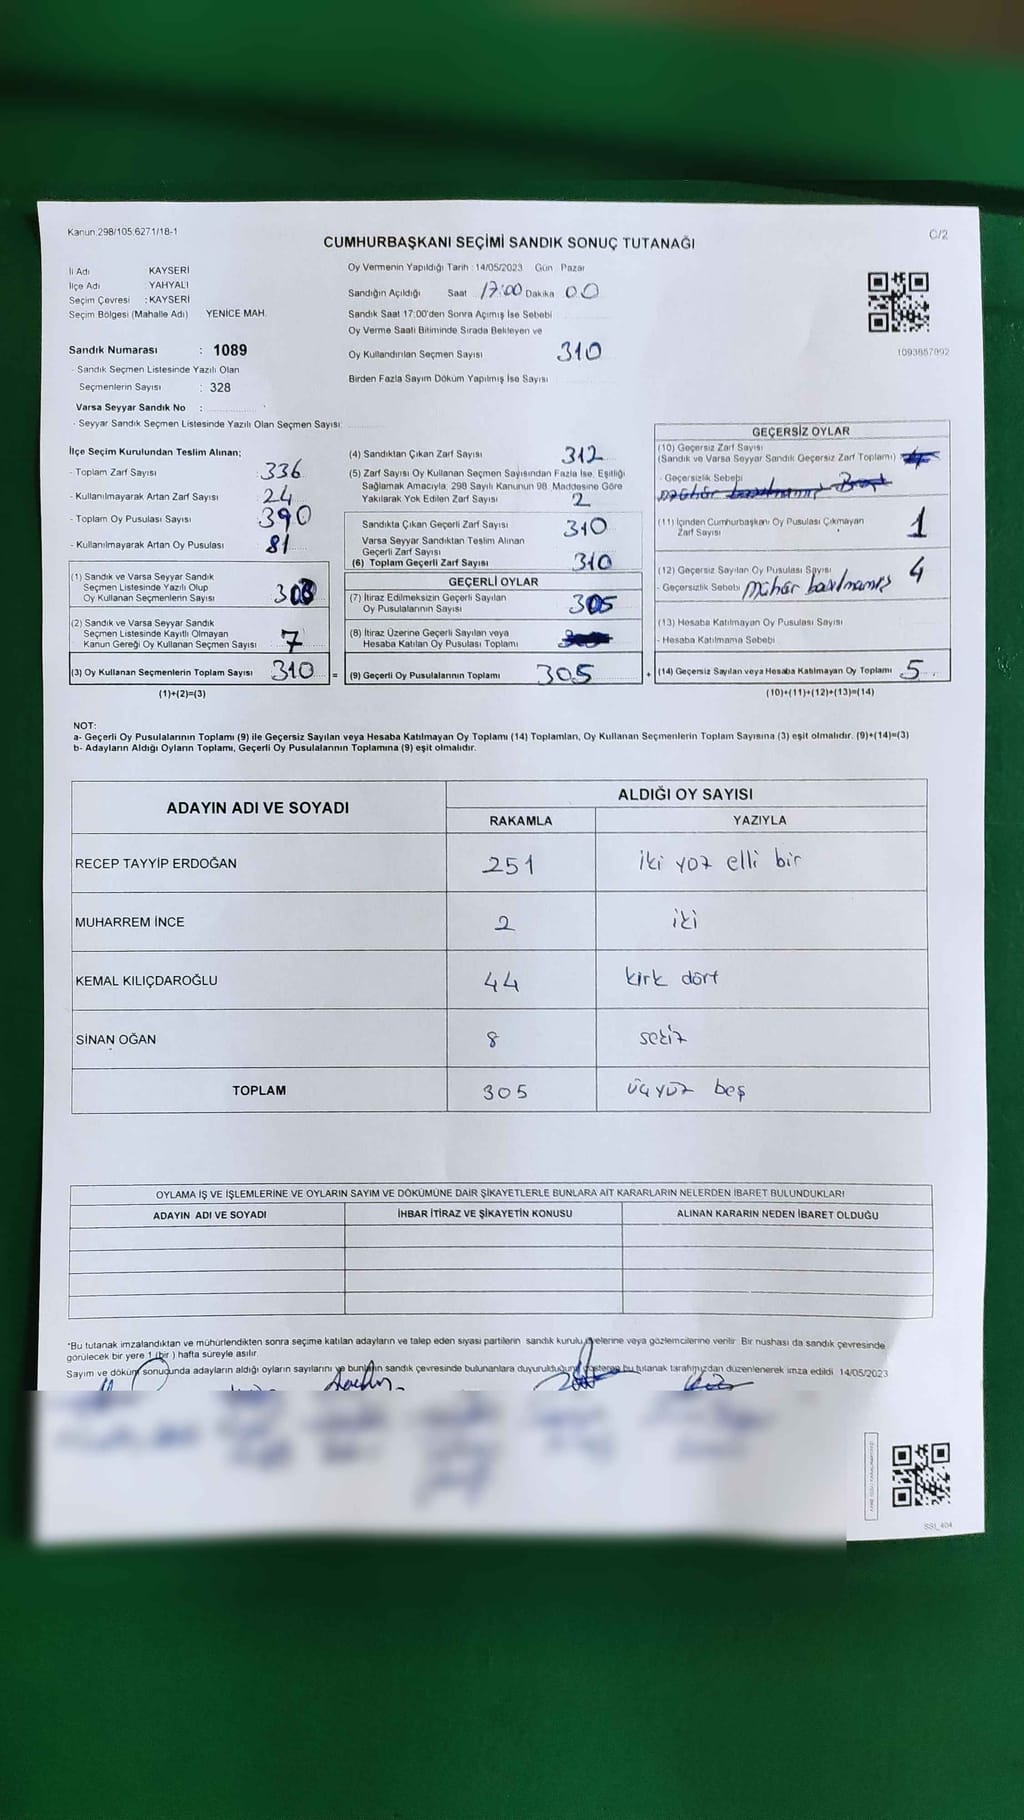 Kanun:298/105;6271/18-1
C/2
CUMHURBAŞKANI SEÇİMİ SANDIK SONUÇ TUTANAĞI
İl Adı KAYSERİ
İlçe Adı YAHYALI
Seçim Çevresi : KAYSERİ
Seçim Bölgesi (Mahalle Adı) YENİCE MAH.
Sandık Numarası : 1089
- Sandık Seçmen Listesinde Yazılı Olan
Seçmenlerin Sayısı : 328
Varsa Seyyar Sandık No :
- Seyyar Sandık Seçmen Listesinde Yazılı Olan Seçmen Sayısı:
Oy Vermenin Yapıldığı Tarih : 14/05/2023 Gün Pazar
Sandığın Açıldığı Saat 17:00 Dakika 00
Sandık Saat 17:00'den Sonra Açımış İse Sebebi
Oy Verme Saati Bitiminde Sırada Bekleyen ve
Oy Kullandırılan Seçmen Sayısı 310
Birden Fazla Sayım Döküm Yapılmış İse Sayısı
1093857092
İlçe Seçim Kurulundan Teslim Alınan;
- Toplam Zarf Sayısı 336
- Kullanılmayarak Artan Zarf Sayısı 24
- Toplam Oy Pusulası Sayısı 390
- Kullanılmayarak Artan Oy Pusulası 81
(1) Sandık ve Varsa Seyyar Sandık
Seçmen Listesinde Yazılı Olup
Oy Kullanan Seçmenlerin Sayısı
(2) Sandık ve Varsa Seyyar Sandık
Seçmen Listesinde Kayıtlı Olmayan
Kanun Gereği Oy Kullanan Seçmen Sayısı 7
(3) Oy Kullanan Seçmenlerin Toplam Sayısı 310 =
(1)+(2)=(3)
(4) Sandıktan Çıkan Zarf Sayısı 312
(5) Zarf Sayısı Oy Kullanan Seçmen Sayısından Fazla İse, Eşitliği
Sağlamak Amacıyla, 298 Sayılı Kanunun 98. Maddesine Göre
Yakılarak Yok Edilen Zarf Sayısı 2
Sandıkta Çıkan Geçerli Zarf Sayısı 310
Varsa Seyyar Sandıktan Teslim Alınan
Geçerli Zarf Sayısı
(6) Toplam Geçerli Zarf Sayısı 310
GEÇERLİ OYLAR
(7) İtiraz Edilmeksizin Geçerli Sayılan
Oy Pusulalarının Sayısı 305
(8) İtiraz Üzerine Geçerli Sayılan veya
Hesaba Katılan Oy Pusulası Toplamı
(9) Geçerli Oy Pusulalarının Toplamı 305 +
GEÇERSİZ OYLAR
(10) Geçersiz Zarf Sayısı
(Sandık ve Varsa Seyyar Sandık Geçersiz Zarf Toplamı)
- Geçersizlik Sebebi
(11) İçinden Cumhurbaşkanı Oy Pusulası Çıkmayan
Zarf Sayısı 1
(12) Geçersiz Sayılan Oy Pusulası Sayısı 4
- Geçersizlik Sebebi mühür basılmamış
(13) Hesaba Katılmayan Oy Pusulası Sayısı
- Hesaba Katılmama Sebebi
(14) Geçersiz Sayılan veya Hesaba Katılmayan Oy Toplamı 5
(10)+(11)+(12)+(13)=(14)
NOT:
a- Geçerli Oy Pusulalarının Toplamı (9) ile Geçersiz Sayılan veya Hesaba Katılmayan Oy Toplamı (14) Toplamları, Oy Kullanan Seçmenlerin Toplam Sayısına (3) eşit olmalıdır. (9)+(14)=(3)
b- Adayların Aldığı Oyların Toplamı, Geçerli Oy Pusulalarının Toplamına (9) eşit olmalıdır.
ADAYIN ADI VE SOYADI
ALDIĞI OY SAYISI
RAKAMLA YAZIYLA
RECEP TAYYİP ERDOĞAN 251 iki yüz elli bir
MUHARREM İNCE 2 iki
KEMAL KILIÇDAROĞLU 44 kırk dört
SİNAN OĞAN 8 sekiz
TOPLAM 305 üçyüz beş
OYLAMA İŞ VE İŞLEMLERİNE VE OYLARIN SAYIM VE DÖKÜMÜNE DAİR ŞİKAYETLERLE BUNLARA AİT KARARLARIN NELERDEN İBARET BULUNDUKLARI
ADAYIN ADI VE SOYADI İHBAR İTİRAZ VE ŞİKAYETİN KONUSU ALINAN KARARIN NEDEN İBARET OLDUĞU
*Bu tutanak imzalandıktan ve mühürlendikten sonra seçime katılan adayların ve talep eden siyasi partilerin sandık kurulu üyelerine veya gözlemcilerine verilir. Bir nüshası da sandık çevresinde
görülecek bir yere 1 (bir ) hafta süreyle asılır.
Sayım ve döküm sonucunda adayların aldığı oyların sayılarını ve bunların sandık çevresinde bulunanlara duyurulduğunu gösteren bu tutanak tarafımızdan düzenlenerek imza edildi 14/05/2023
SSI_404